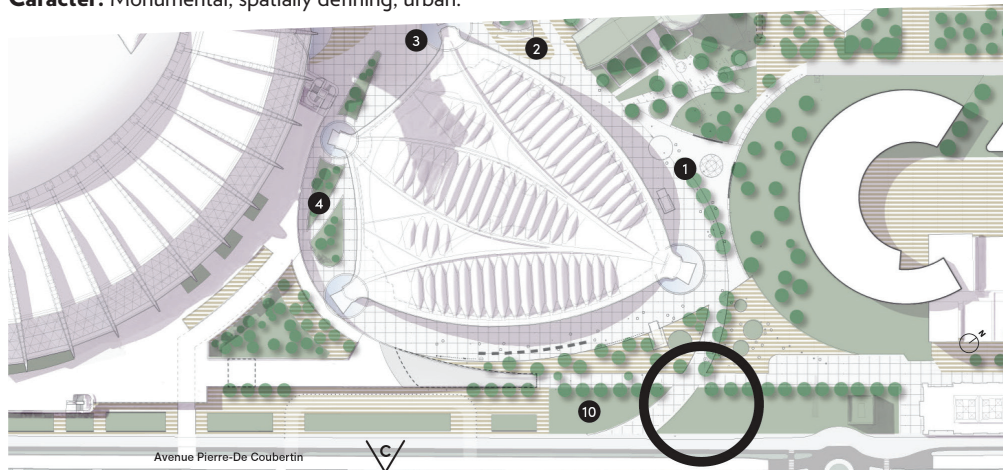 Caracter: Monumental, spatially defining, urban.
3
2
1
4
N
10
C
Avenue Pierre-De Coubertin